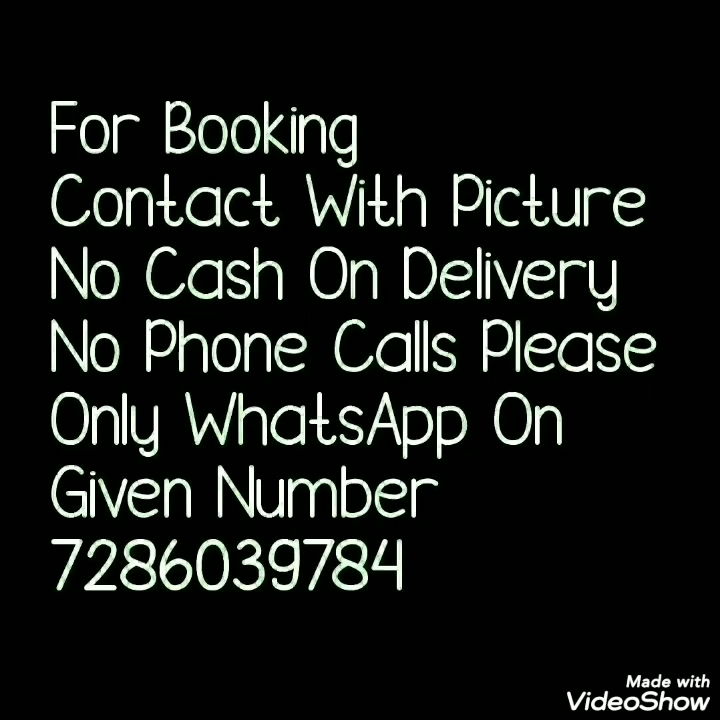 For Booking
Contact With Picture
No Cash On Delivery
No Phone Calls Please
Only WhatsApp On
Given Number
7286039784
Made with
VideoShow